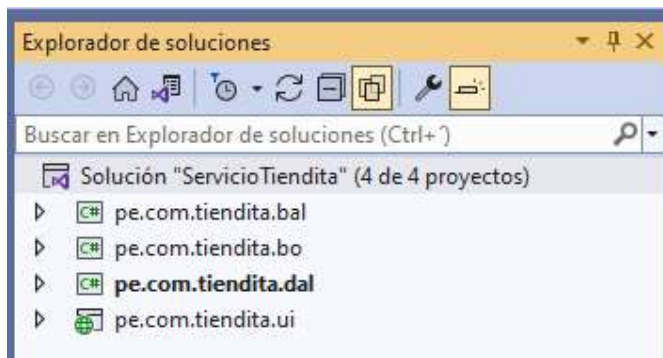 Explorador de soluciones
Buscar en Explorador de soluciones (Ctrl+´)
Solución "ServicioTiendita" (4 de 4 proyectos)
C# pe.com.tiendita.bal
C# pe.com.tiendita.bo
C# pe.com.tiendita.dal
pe.com.tiendita.ui